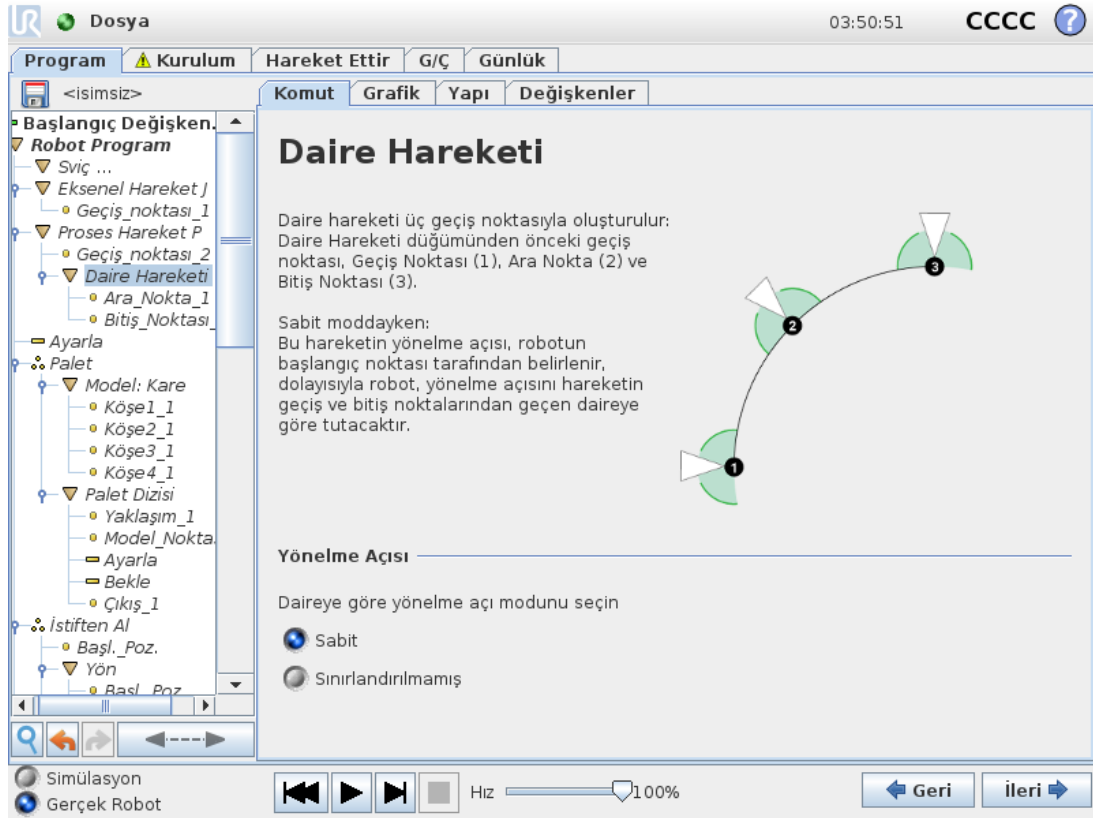 UR Dosya 03:50:51 CCCC ?
Program Kurulum Hareket Ettir G/Ç Günlük
<isimsiz>
Komut Grafik Yapı Değişkenler
Başlangıç Değişken.
Robot Program
Sviç ...
Eksenel Hareket J
Geçiş_noktası_1
Proses Hareket P
Geçiş_noktası_2
Daire Hareketi
Ara_Nokta_1
Bitiş_Noktası_
Ayarla
Palet
Model: Kare
Köşe1_1
Köşe2_1
Köşe3_1
Köşe4_1
Palet Dizisi
Yaklaşım_1
Model_Nokta
Ayarla
Bekle
Çıkış_1
İstiften Al
Başl._Poz.
Yön
Başl._Poz
Daire Hareketi
Daire hareketi üç geçiş noktasıyla oluşturulur:
Daire Hareketi düğümünden önceki geçiş
noktası, Geçiş Noktası (1), Ara Nokta (2) ve
Bitiş Noktası (3).
Sabit moddayken:
Bu hareketin yönelme açısı, robotun
başlangıç noktası tarafından belirlenir,
dolayısıyla robot, yönelme açısını hareketin
geçiş ve bitiş noktalarından geçen daireye
göre tutacaktır.
3
2
1
Yönelme Açısı
Daireye göre yönelme açı modunu seçin
Sabit
Sınırlandırılmamış
Simülasyon
Gerçek Robot
Hız 100%
Geri İleri